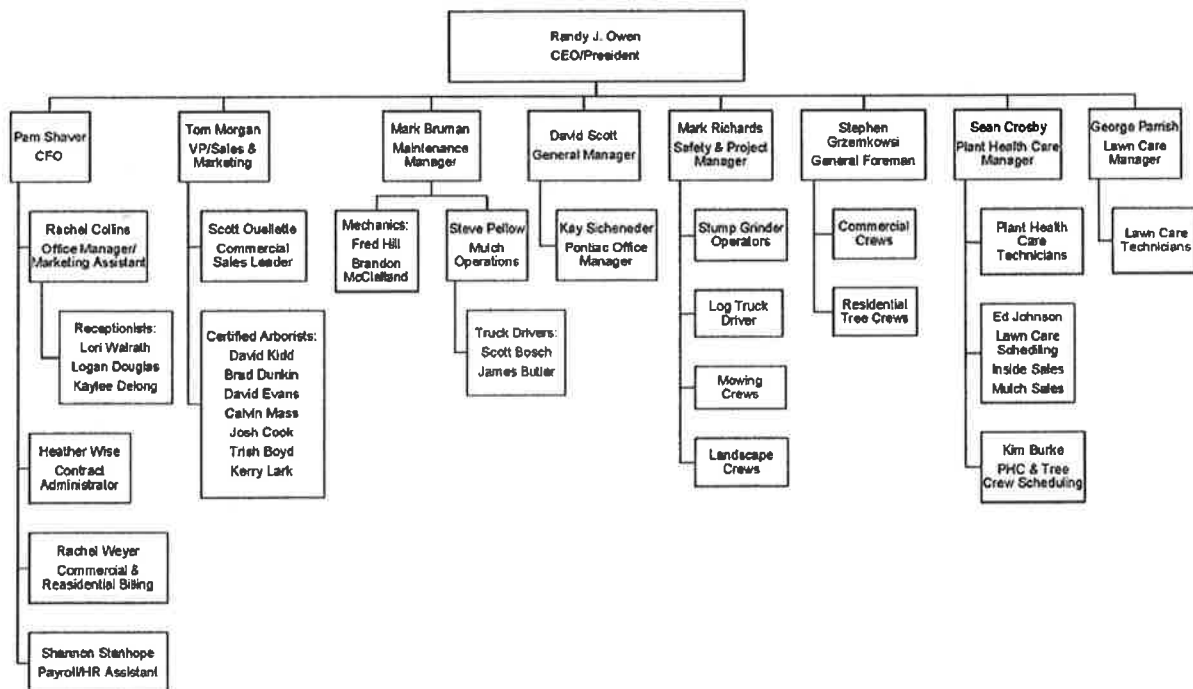 Randy J. Owen
CEO/President
Pam Shaver
CFO
Tom Morgan
VP/Sales &
Marketing
Mark Bruman
Maintenance
Manager
David Scott
General Manager
Mark Richards
Safety & Project
Manager
Stephen
Grzemkowsi
General Foreman
Sean Crosby
Plant Health Care
Manager
George Parrish
Lawn Care
Manager
Rachel Collins
Office Manager/
Marketing Assistant
Receptionists:
Lori Walrath
Logan Douglas
Kaylee Delong
Heather Wise
Contract
Administrator
Rachel Weyer
Commercial &
Reasidential Billing
Shannon Stanhope
Payroll/HR Assistant
Scott Ouellette
Commercial
Sales Leader
Certified Arborists:
David Kidd
Brad Dunkin
David Evans
Calvin Mass
Josh Cook
Trish Boyd
Kerry Lark
Mechanics:
Fred Hill
Brandon
McClelland
Steve Pellow
Mulch
Operations
Truck Drivers:
Scott Bosch
James Butler
Kay Sicheneder
Pontiac Office
Manager
Stump Grinder
Operators
Log Truck
Driver
Mowing
Crews
Landscape
Crews
Commercial
Crews
Residential
Tree Crews
Plant Health
Care
Technicians
Ed Johnson
Lawn Care
Scheduling
Inside Sales
Mulch Sales
Kim Burke
PHC & Tree
Crew Scheduling
Lawn Care
Technicians